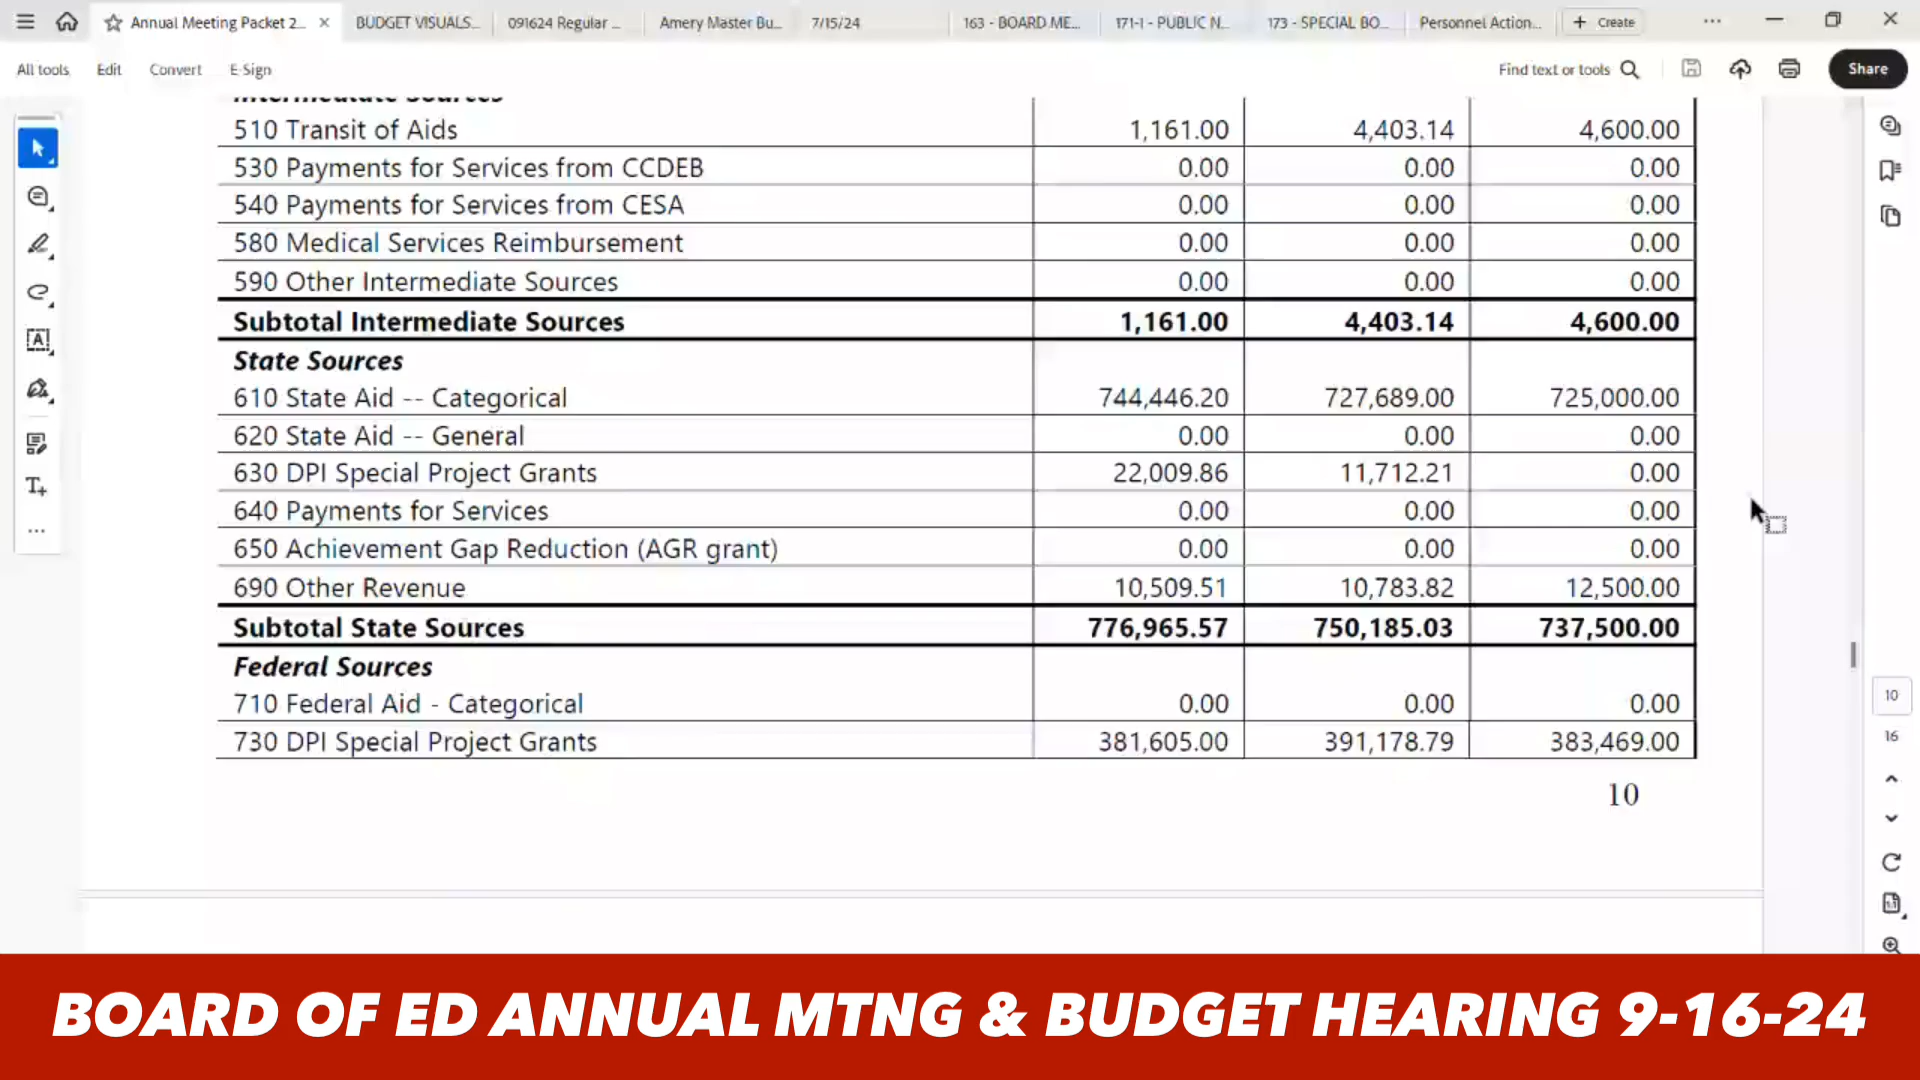 Annual Meeting Packet 2...
BUDGET VISUALS...
091624 Regular ...
Amery Master Bu...
7/15/24
163 - BOARD ME...
171-I - PUBLIC N...
173 - SPECIAL BO...
Personnel Action...
+ Create
All tools Edit Convert E-Sign
Find text or tools
Share
Intermediate Sources
510 Transit of Aids 1,161.00 4,403.14 4,600.00
530 Payments for Services from CCDEB 0.00 0.00 0.00
540 Payments for Services from CESA 0.00 0.00 0.00
580 Medical Services Reimbursement 0.00 0.00 0.00
590 Other Intermediate Sources 0.00 0.00 0.00
Subtotal Intermediate Sources 1,161.00 4,403.14 4,600.00
State Sources
610 State Aid -- Categorical 744,446.20 727,689.00 725,000.00
620 State Aid -- General 0.00 0.00 0.00
630 DPI Special Project Grants 22,009.86 11,712.21 0.00
640 Payments for Services 0.00 0.00 0.00
650 Achievement Gap Reduction (AGR grant) 0.00 0.00 0.00
690 Other Revenue 10,509.51 10,783.82 12,500.00
Subtotal State Sources 776,965.57 750,185.03 737,500.00
Federal Sources
710 Federal Aid - Categorical 0.00 0.00 0.00
730 DPI Special Project Grants 381,605.00 391,178.79 383,469.00
10
10
16
BOARD OF ED ANNUAL MTNG & BUDGET HEARING 9-16-24